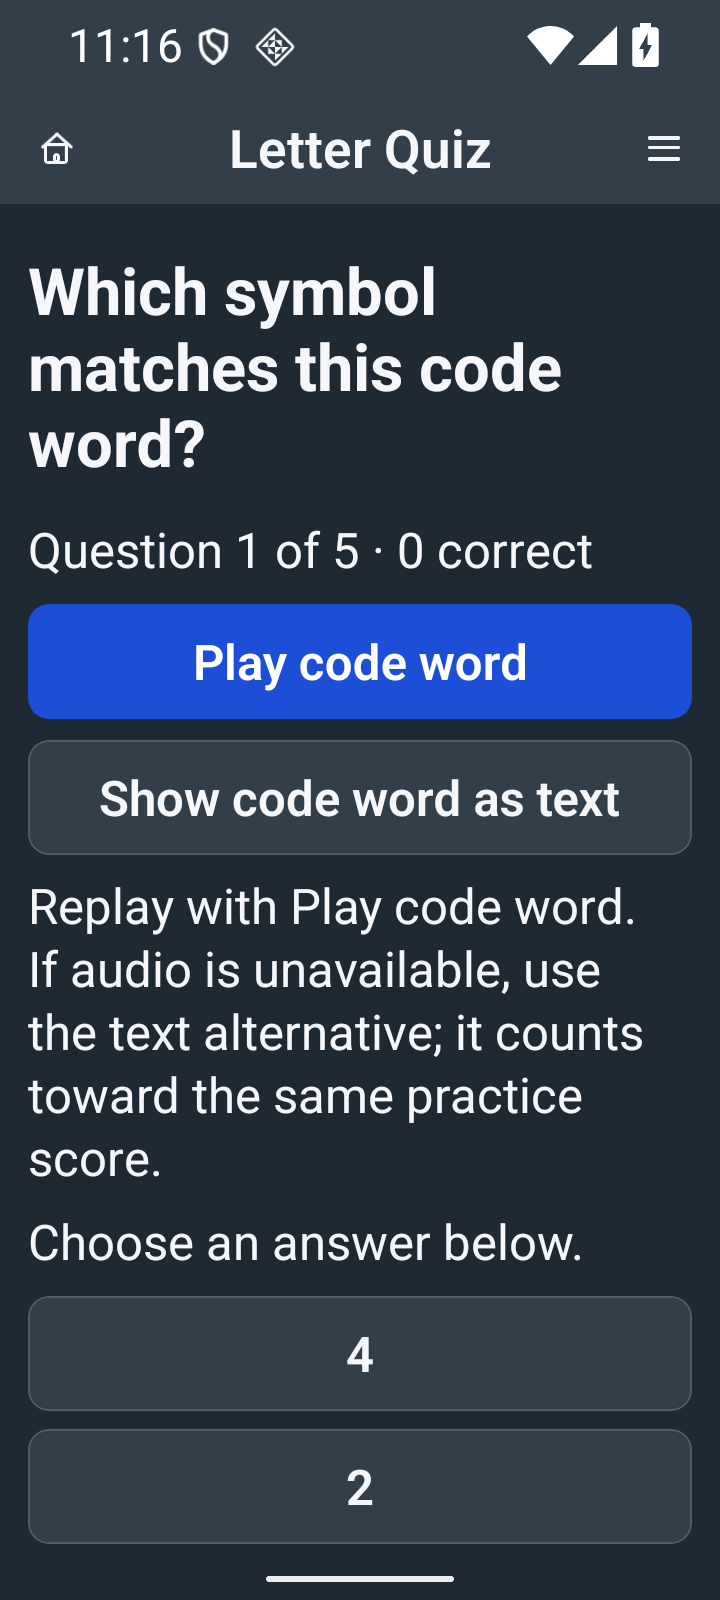 11:16
Letter Quiz
Which symbol
matches this code
word?
Question 1 of 5 · 0 correct
Play code word
Show code word as text
Replay with Play code word.
If audio is unavailable, use
the text alternative; it counts
toward the same practice
score.
Choose an answer below.
4
2